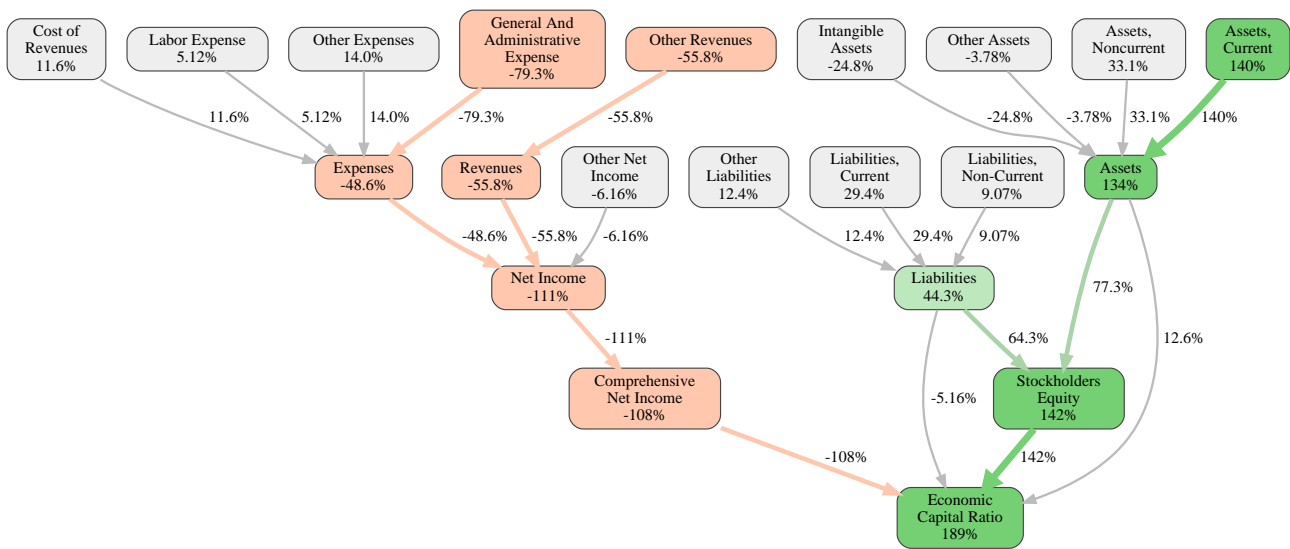 Cost of
Revenues
11.6%
Labor Expense
5.12%
Other Expenses
14.0%
General And
Administrative
Expense
-79.3%
Other Revenues
-55.8%
Intangible
Assets
-24.8%
Other Assets
-3.78%
Assets,
Noncurrent
33.1%
Assets,
Current
140%
11.6%
5.12%
14.0%
-79.3%
-55.8%
-24.8%
-3.78%
33.1%
140%
Expenses
-48.6%
Revenues
-55.8%
Other Net
Income
-6.16%
Other
Liabilities
12.4%
Liabilities,
Current
29.4%
Liabilities,
Non-Current
9.07%
Assets
134%
-48.6%
-55.8%
-6.16%
12.4%
29.4%
9.07%
Net Income
-111%
Liabilities
44.3%
77.3%
-111%
64.3%
12.6%
Comprehensive
Net Income
-108%
-5.16%
Stockholders
Equity
142%
-108%
142%
Economic
Capital Ratio
189%